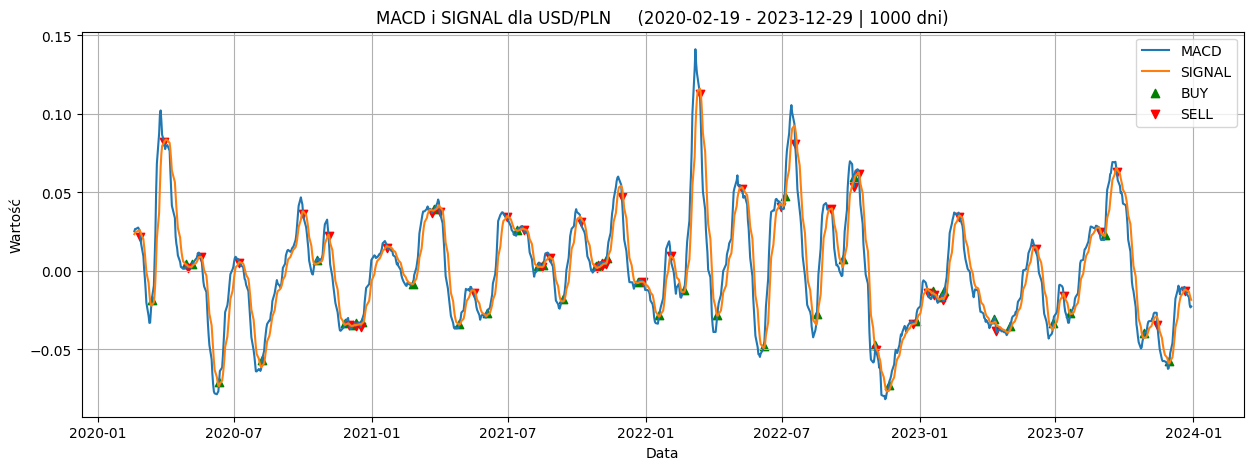 MACD i SIGNAL dla USD/PLN     (2020-02-19 - 2023-12-29 | 1000 dni)
Wartość
0.15
0.10
0.05
0.00
−0.05
MACD
SIGNAL
BUY
SELL
2020-01
2020-07
2021-01
2021-07
2022-01
2022-07
2023-01
2023-07
2024-01
Data